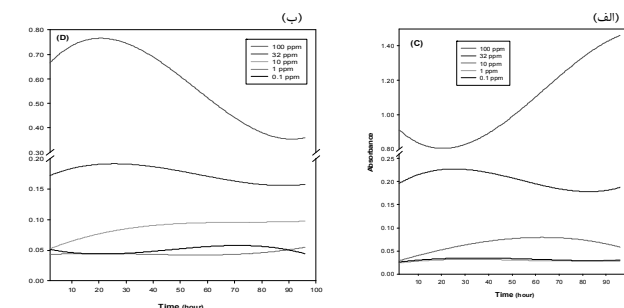 (ب)
(D)
100 ppm
32 ppm
10 ppm
1 ppm
0.1 ppm
0.80
0.70
0.60
0.50
0.40
0.30
0.20
0.15
0.10
0.05
0.00
10 20 30 40 50 60 70 80 90 100
Time (hour)
(الف)
(C)
100 ppm
32 ppm
10 ppm
1 ppm
0.1 ppm
Absorbance
1.40
1.20
1.00
0.80
0.25
0.20
0.15
0.10
0.05
0.00
10 20 30 40 50 60 70 80 90
Time (hour)